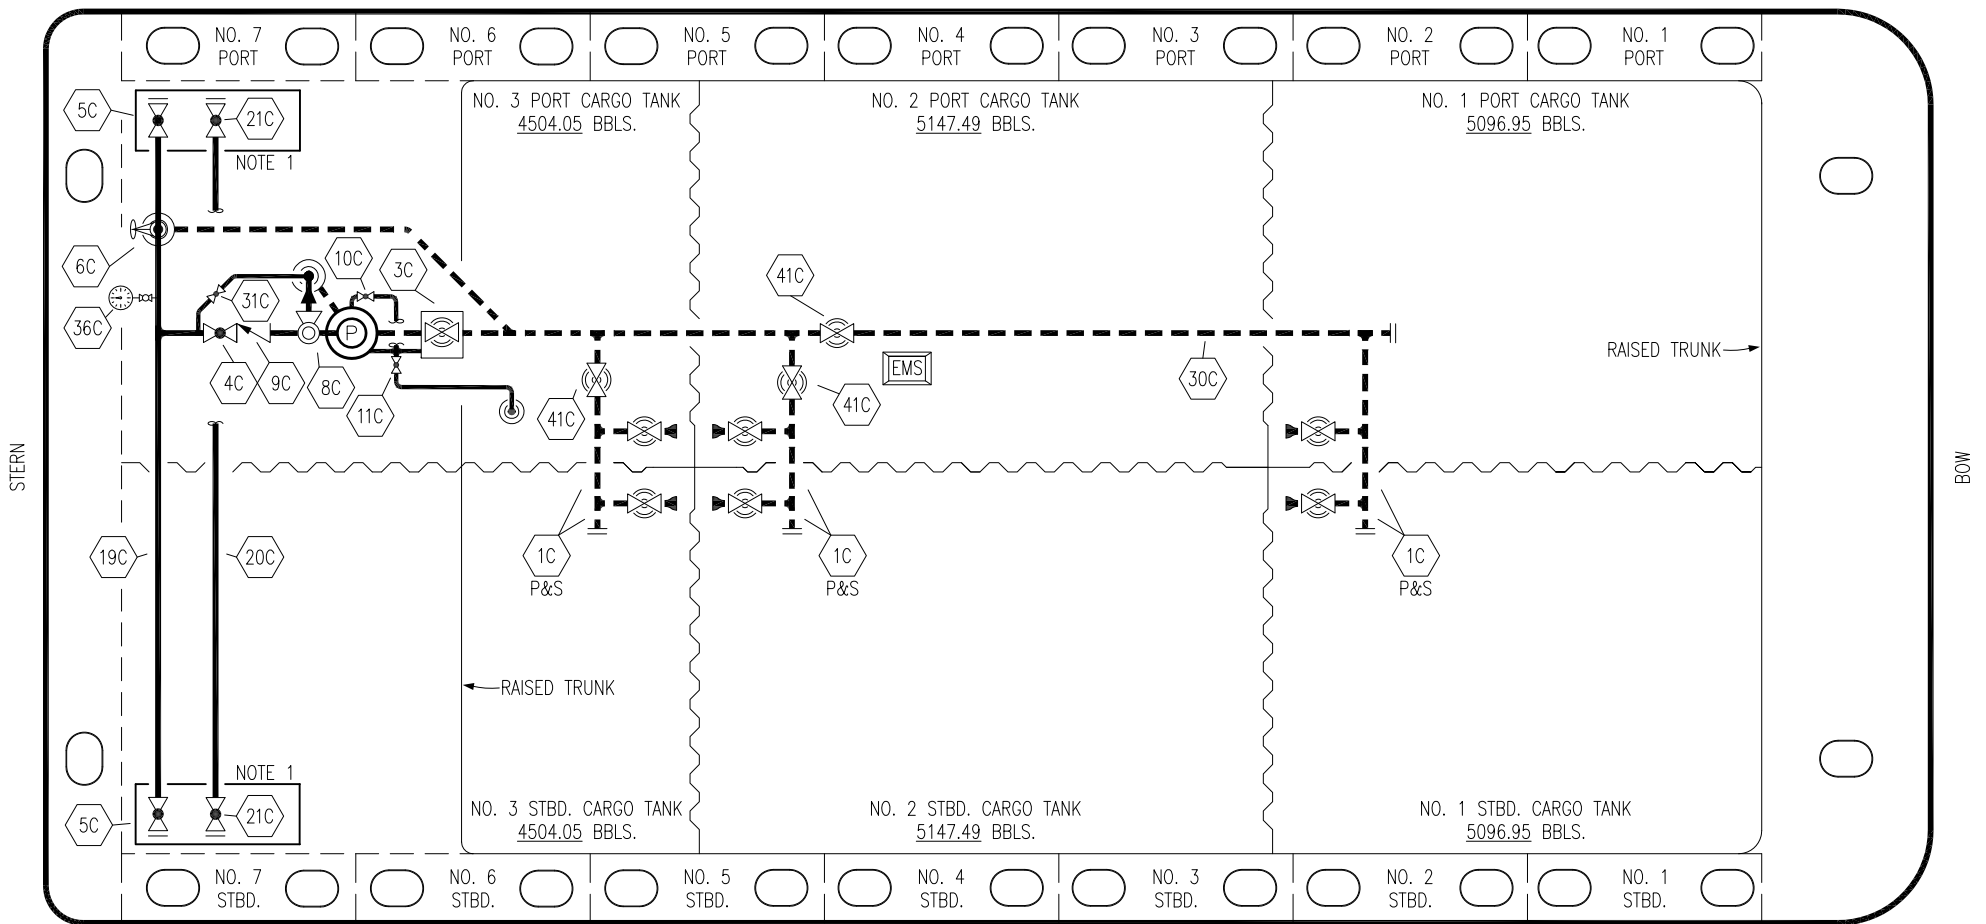 NO. 7
PORT
NO. 6
PORT
NO. 5
PORT
NO. 4
PORT
NO. 3
PORT
NO. 2
PORT
NO. 1
PORT
5C
21C
NOTE 1
NO. 3 PORT CARGO TANK
4504.05 BBLS.
NO. 2 PORT CARGO TANK
5147.49 BBLS.
NO. 1 PORT CARGO TANK
5096.95 BBLS.
6C
10C
3C
41C
31C
36C
P
4C
9C
8C
11C
41C
41C
EMS
30C
RAISED TRUNK
STERN
BOW
19C
20C
1C
P&S
1C
P&S
1C
P&S
RAISED TRUNK
NOTE 1
5C
21C
NO. 3 STBD. CARGO TANK
4504.05 BBLS.
NO. 2 STBD. CARGO TANK
5147.49 BBLS.
NO. 1 STBD. CARGO TANK
5096.95 BBLS.
NO. 7
STBD.
NO. 6
STBD.
NO. 5
STBD.
NO. 4
STBD.
NO. 3
STBD.
NO. 2
STBD.
NO. 1
STBD.